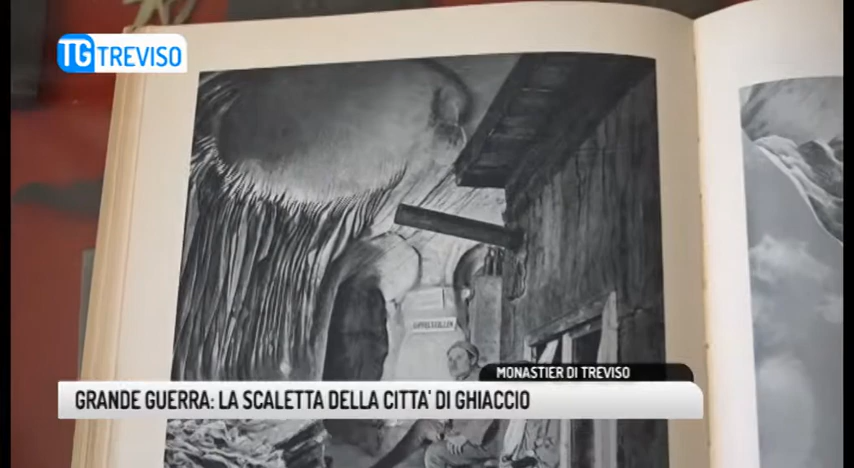 TG TREVISO
MONASTIER DI TREVISO
GRANDE GUERRA: LA SCALETTA DELLA CITTA' DI GHIACCIO